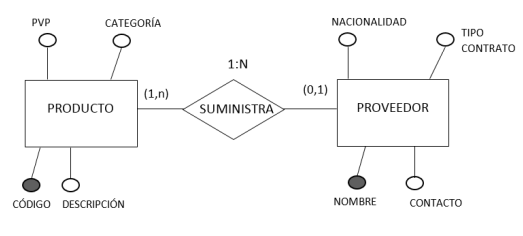 PVP
CATEGORÍA
NACIONALIDAD
TIPO
CONTRATO
1:N
(1,n)
(0,1)
PRODUCTO
SUMINISTRA
PROVEEDOR
CÓDIGO
DESCRIPCIÓN
NOMBRE
CONTACTO